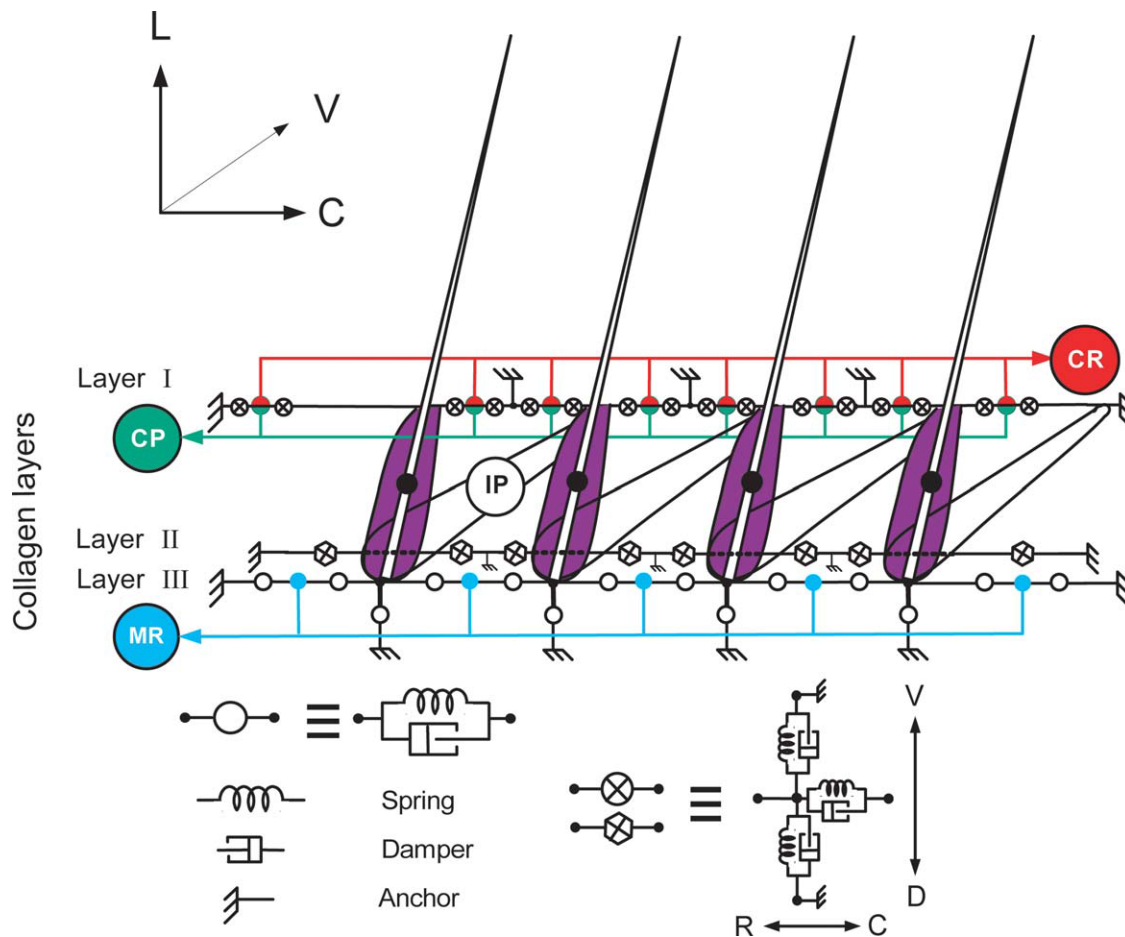 L
V
C
CR
Layer I
CP
IP
Collagen layers
Layer II
Layer III
MR
V
Spring
Damper
Anchor
D
R
C